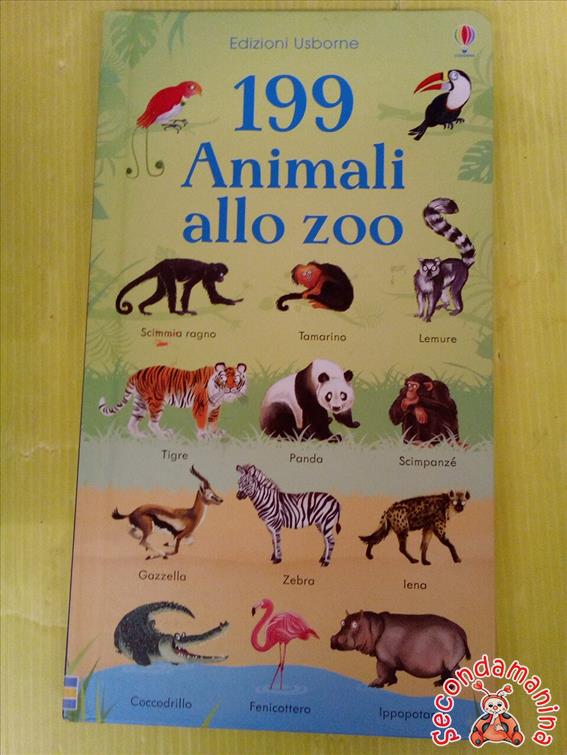 Edizioni Usborne
199
Animali
allo zoo
Scimmia ragno
Tamarino
Lemure
Tigre
Panda
Scimpanzé
Gazzella
Zebra
Iena
Coccodrillo
Fenicottero
secondamanina